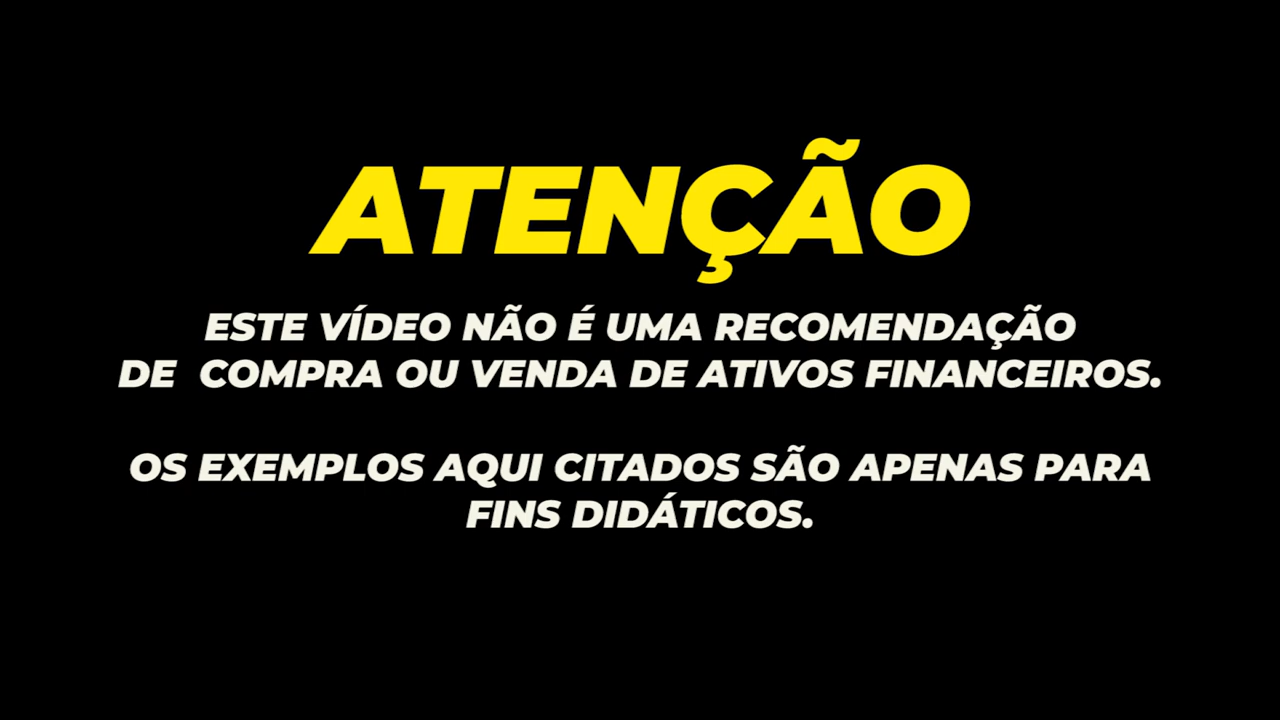 ATENÇÃO
ESTE VÍDEO NÃO É UMA RECOMENDAÇÃO
DE COMPRA OU VENDA DE ATIVOS FINANCEIROS.
OS EXEMPLOS AQUI CITADOS SÃO APENAS PARA
FINS DIDÁTICOS.